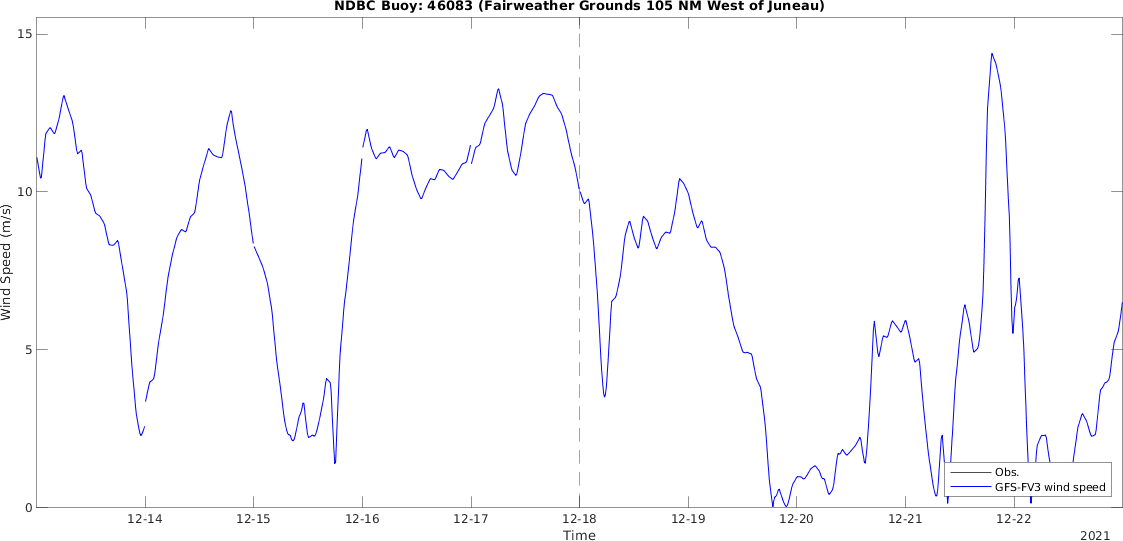 NDBC Buoy: 46083 (Fairweather Grounds 105 NM West of Juneau)
15
10
5
0
Wind Speed (m/s)
12-14 12-15 12-16 12-17 12-18 12-19 12-20 12-21 12-22
Time
2021
Obs.
GFS-FV3 wind speed